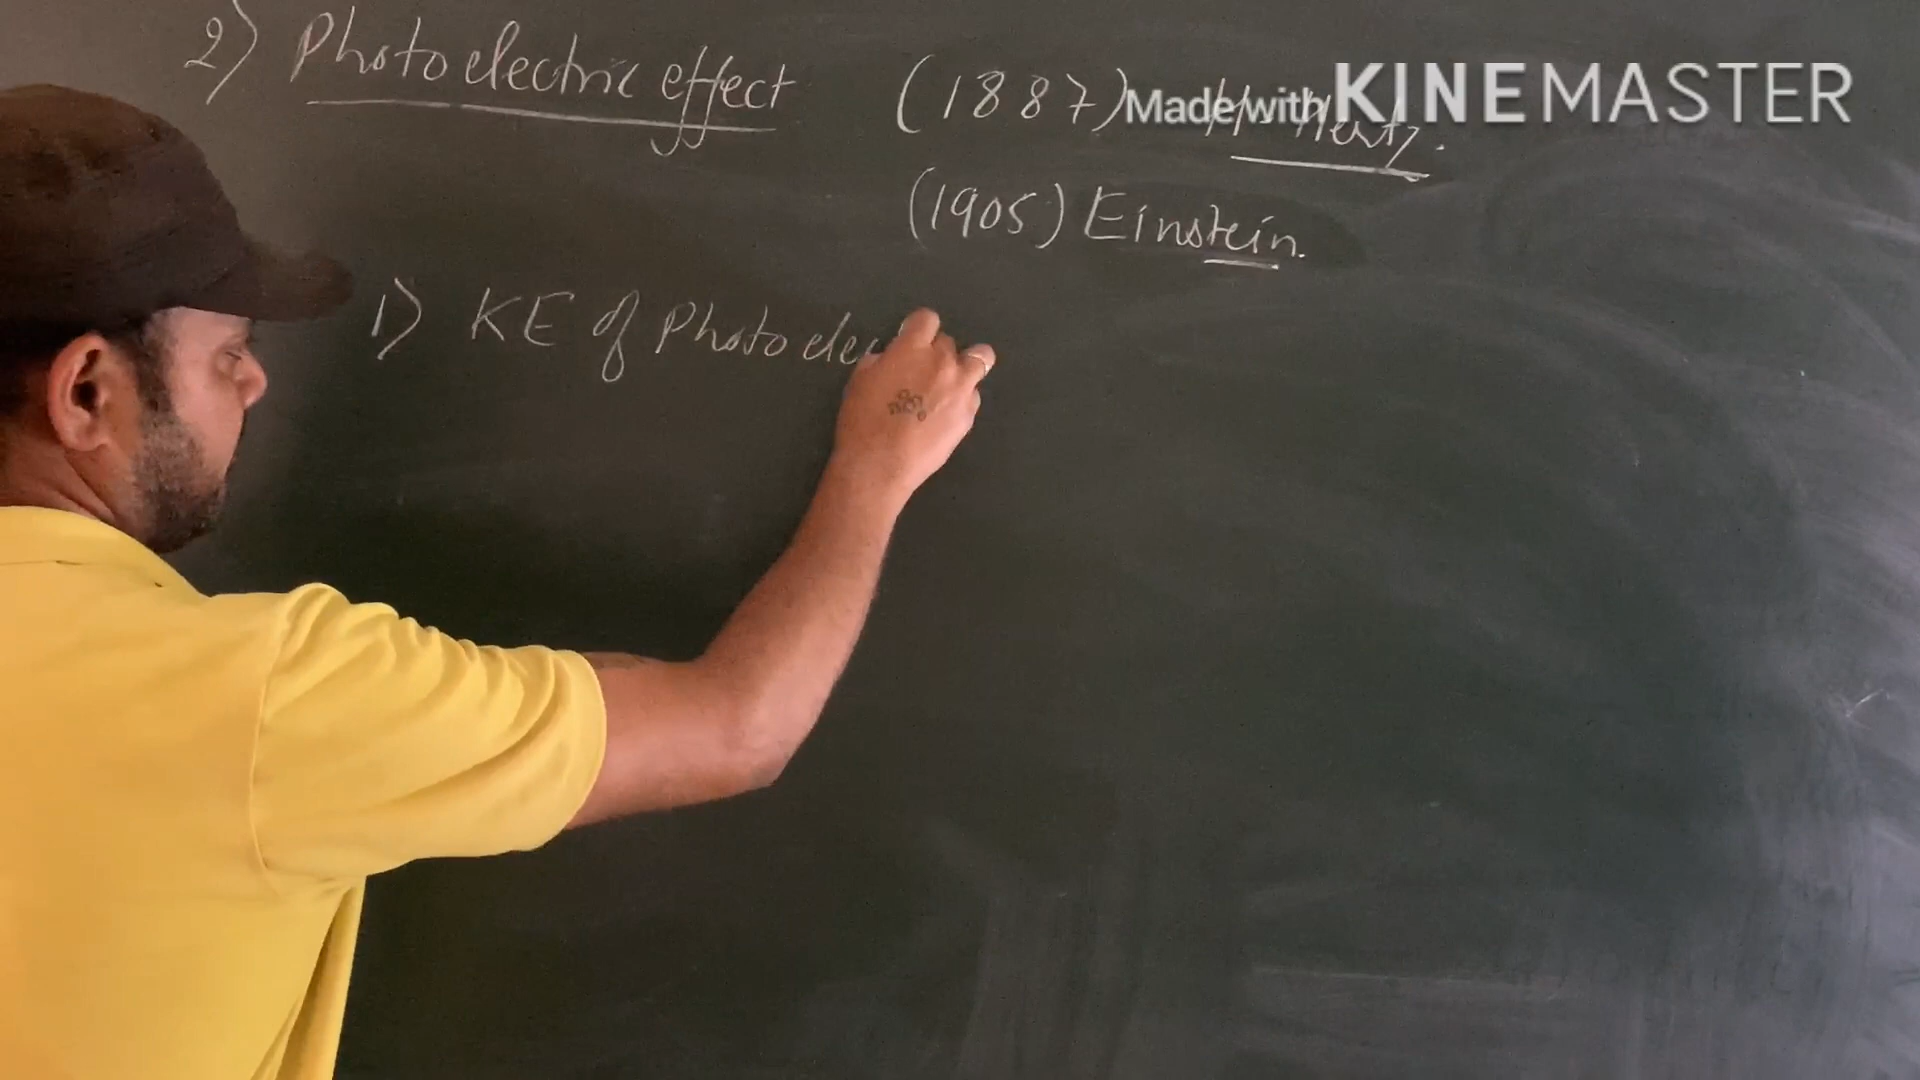 2) Photoelectric effect (1887) Hertz.
Made with KINEMASTER
(1905) Einstein.
1) KE of Photo elec